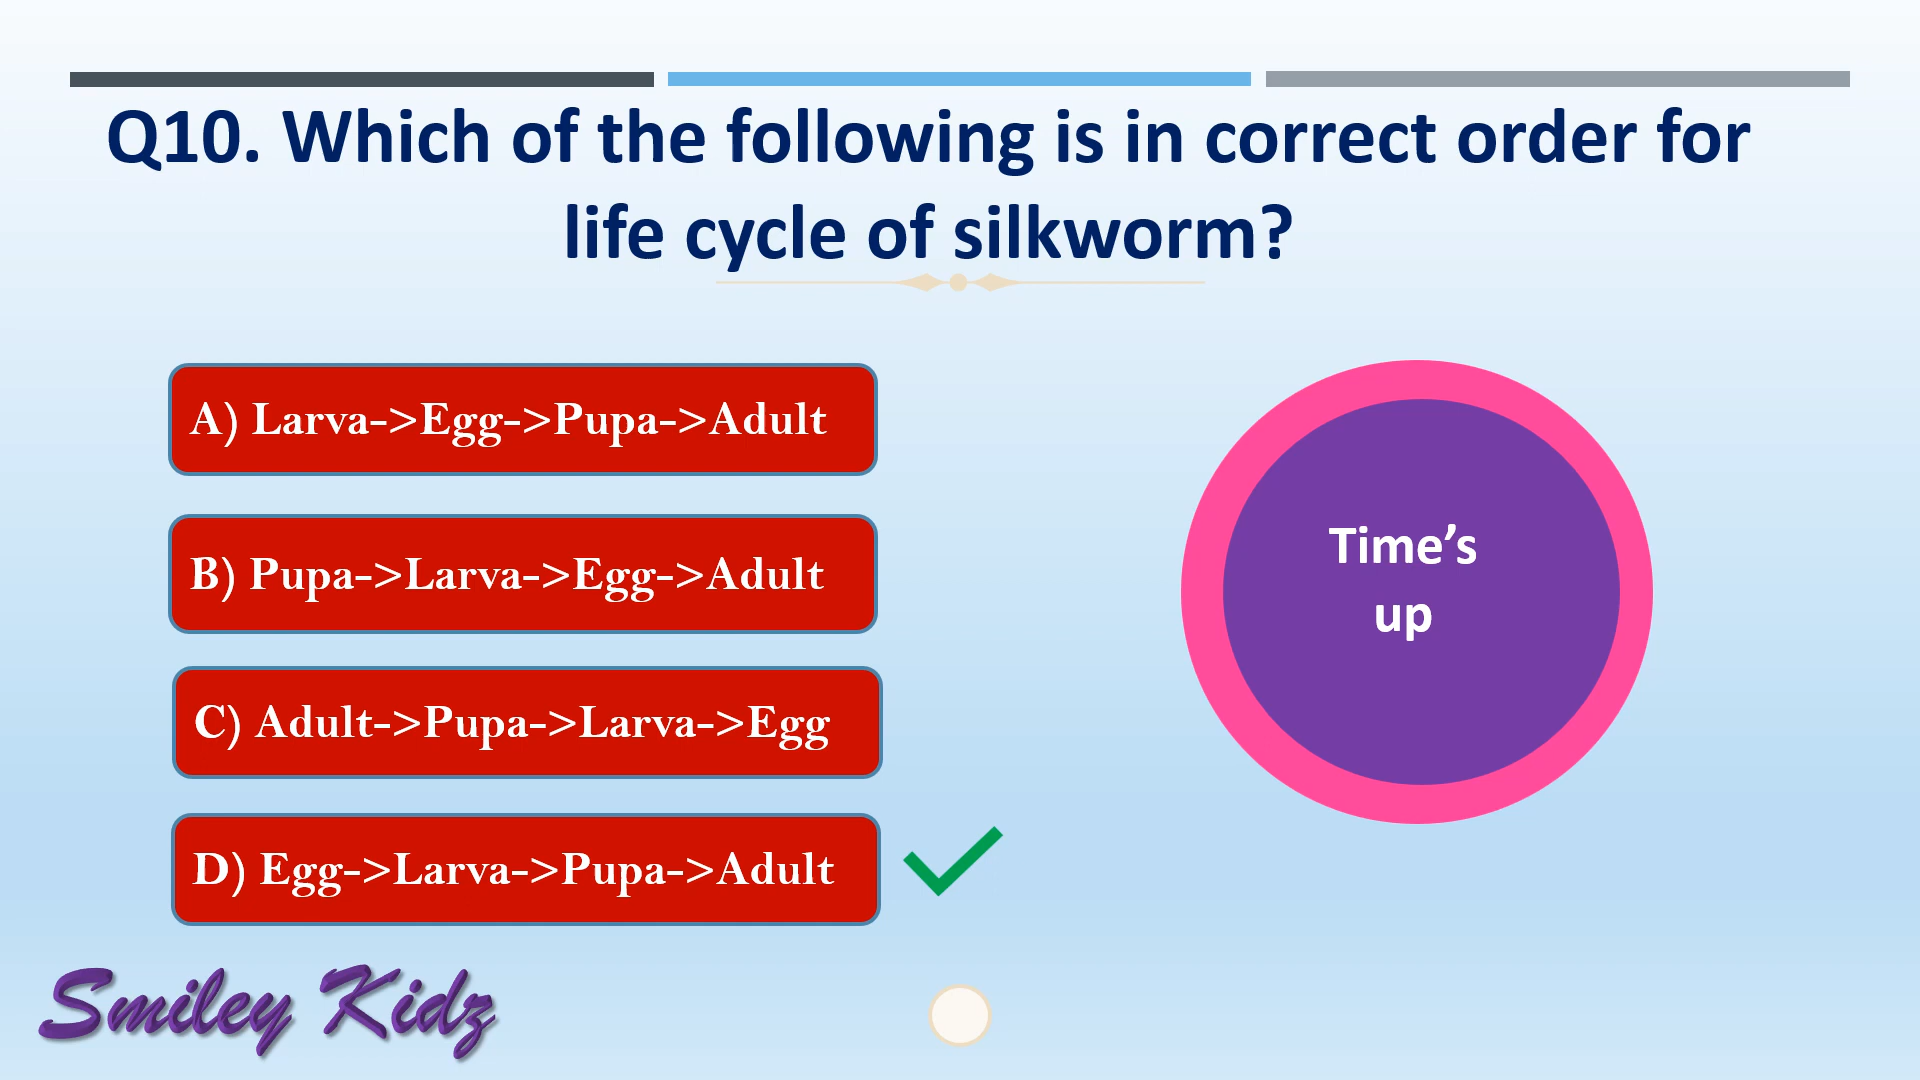 Q10. Which of the following is in correct order for
life cycle of silkworm?
A) Larva->Egg->Pupa->Adult
B) Pupa->Larva->Egg->Adult
C) Adult->Pupa->Larva->Egg
D) Egg->Larva->Pupa->Adult
Time’s
up
Smiley Kidz